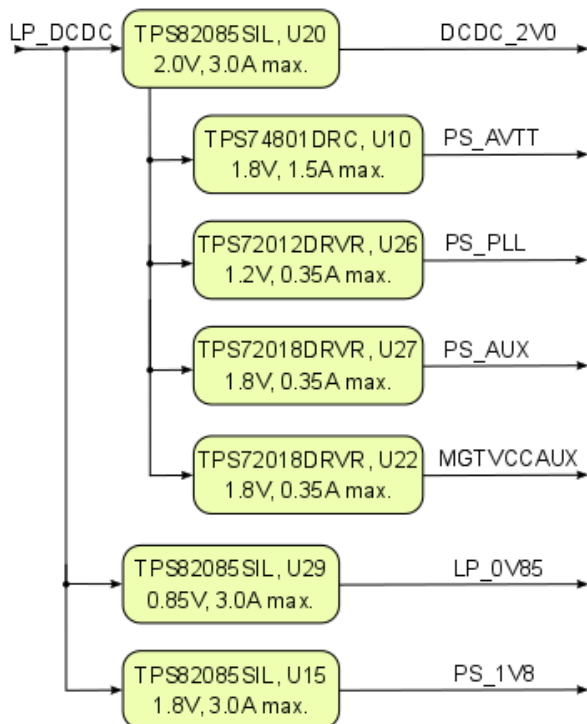 LP_DCDC
TPS82085SIL, U20
2.0V, 3.0A max.
DCDC_2V0
TPS74801DRC, U10
1.8V, 1.5A max.
PS_AVTT
TPS72012DRVR, U26
1.2V, 0.35A max.
PS_PLL
TPS72018DRVR, U27
1.8V, 0.35A max.
PS_AUX
TPS72018DRVR, U22
1.8V, 0.35A max.
MGTVCCAUX
TPS82085SIL, U29
0.85V, 3.0A max.
LP_0V85
TPS82085SIL, U15
1.8V, 3.0A max.
PS_1V8